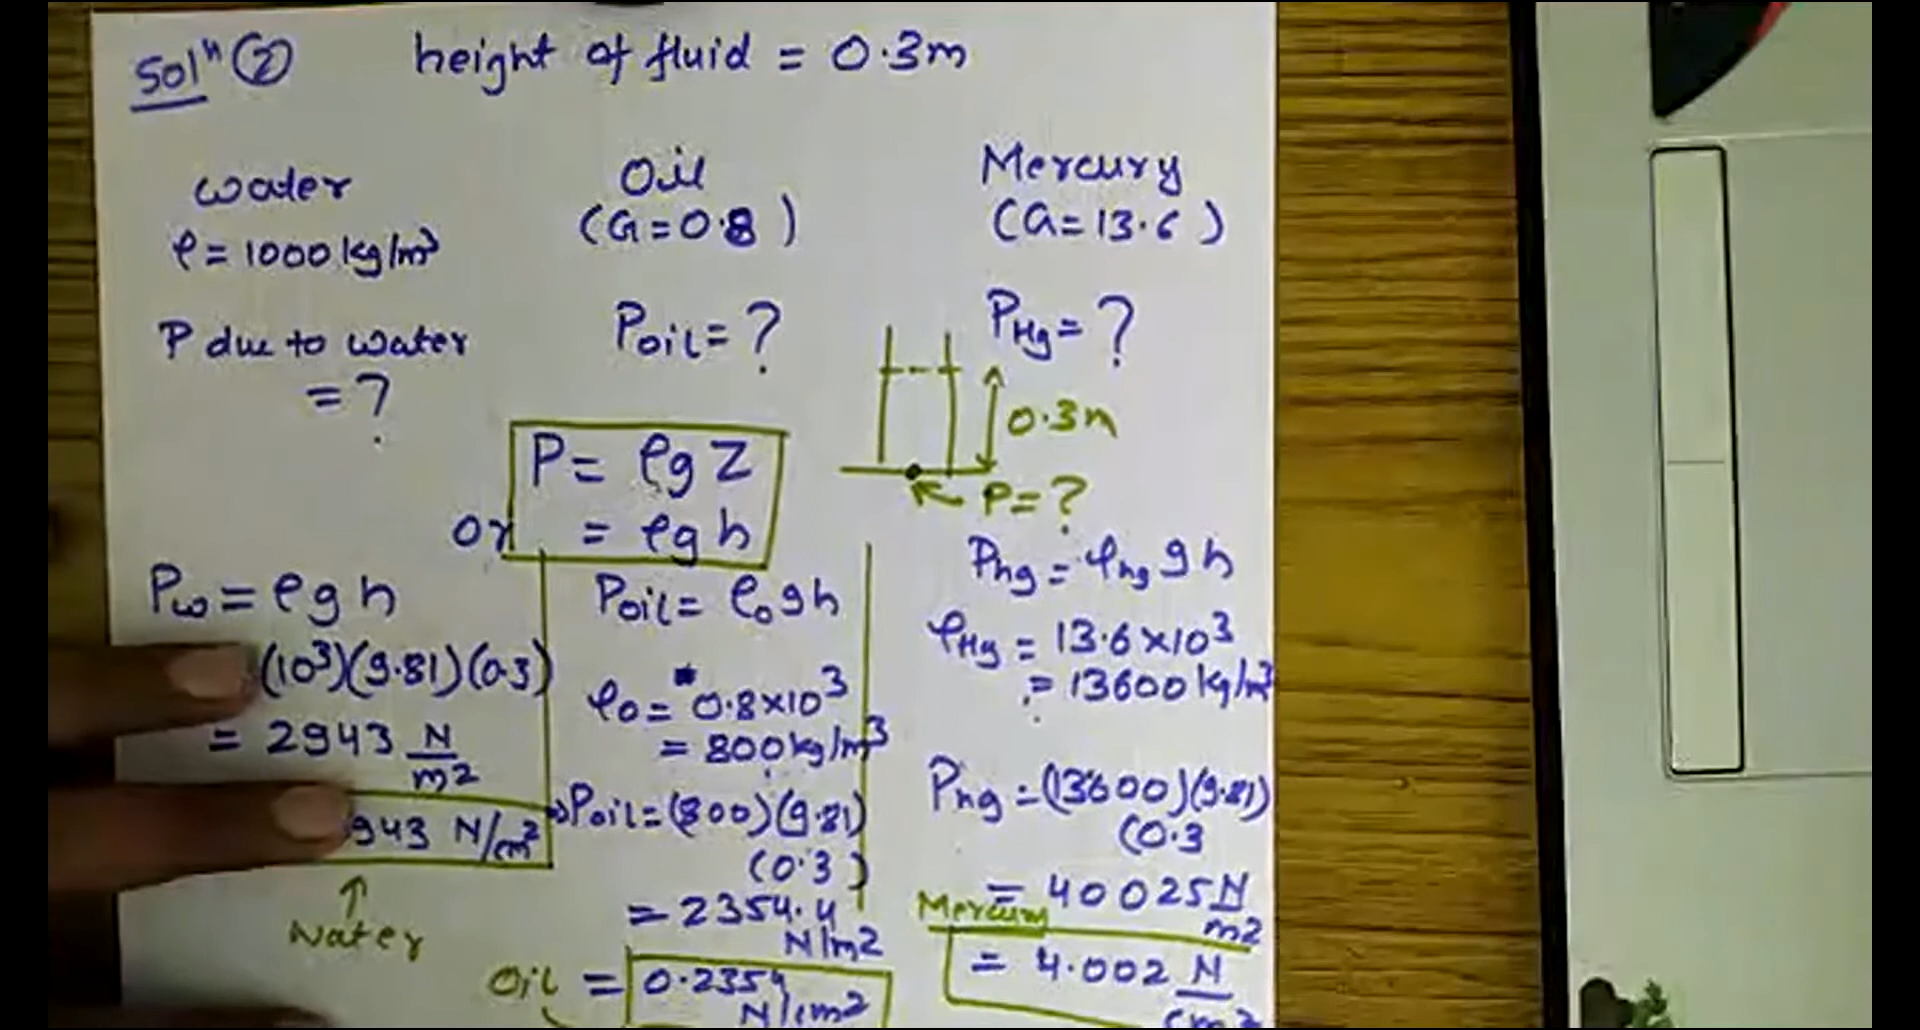 Solⁿ (2) height of fluid = 0.3m
water
ρ = 1000 kg/m³
P due to water
= ?
Oil
(G=0.8)
Poil = ?
Mercury
(G=13.6)
PHg = ?
0.3m
P=?
P = ρgZ
or = ρgh
Pw = ρgh
(10³)(9.81)(0.3)
= 2943 N/m2
943 N/cm²
↑
Water
Poil = ρogh
ρo = 0.8×10³
= 800 kg/m³
Poil = (800)(9.81)
(0.3)
= 2354.4
N/m2
Oil = 0.2354
N/cm2
Phg = ρhg gh
ρHg = 13.6×10³
= 13600 kg/m³
Phg = (13600)(9.81)
(0.3
= 40025 N/m2
Mercury
= 4.002 N/cm2